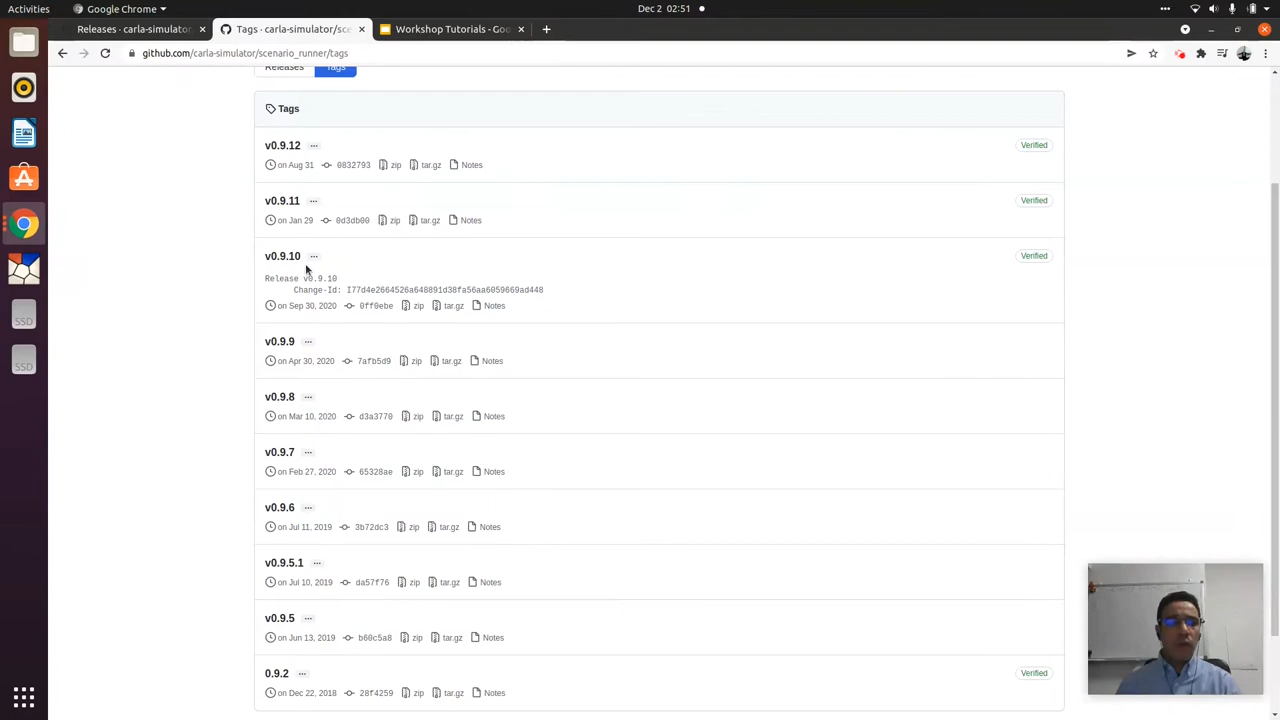 Activities
Google Chrome
Dec 2 02:51
Releases · carla-simulator/
Tags · carla-simulator/sce
Workshop Tutorials - Goo
github.com/carla-simulator/scenario_runner/tags
Releases
Tags
Tags
v0.9.12
Verified
on Aug 31 0832793 zip tar.gz Notes
v0.9.11
Verified
on Jan 29 0d3db00 zip tar.gz Notes
v0.9.10
Verified
Release v0.9.10
Change-Id: I77d4e2664526a648891d38fa56aa6059669ad448
on Sep 30, 2020 0ff0ebe zip tar.gz Notes
v0.9.9
on Apr 30, 2020 7afb5d9 zip tar.gz Notes
v0.9.8
on Mar 10, 2020 d3a3770 zip tar.gz Notes
v0.9.7
on Feb 27, 2020 65328ae zip tar.gz Notes
v0.9.6
on Jul 11, 2019 3b72dc3 zip tar.gz Notes
v0.9.5.1
on Jul 10, 2019 da57f76 zip tar.gz Notes
v0.9.5
on Jun 13, 2019 b60c5a8 zip tar.gz Notes
0.9.2
Verified
on Dec 22, 2018 28f4259 zip tar.gz Notes
SSD
SSD